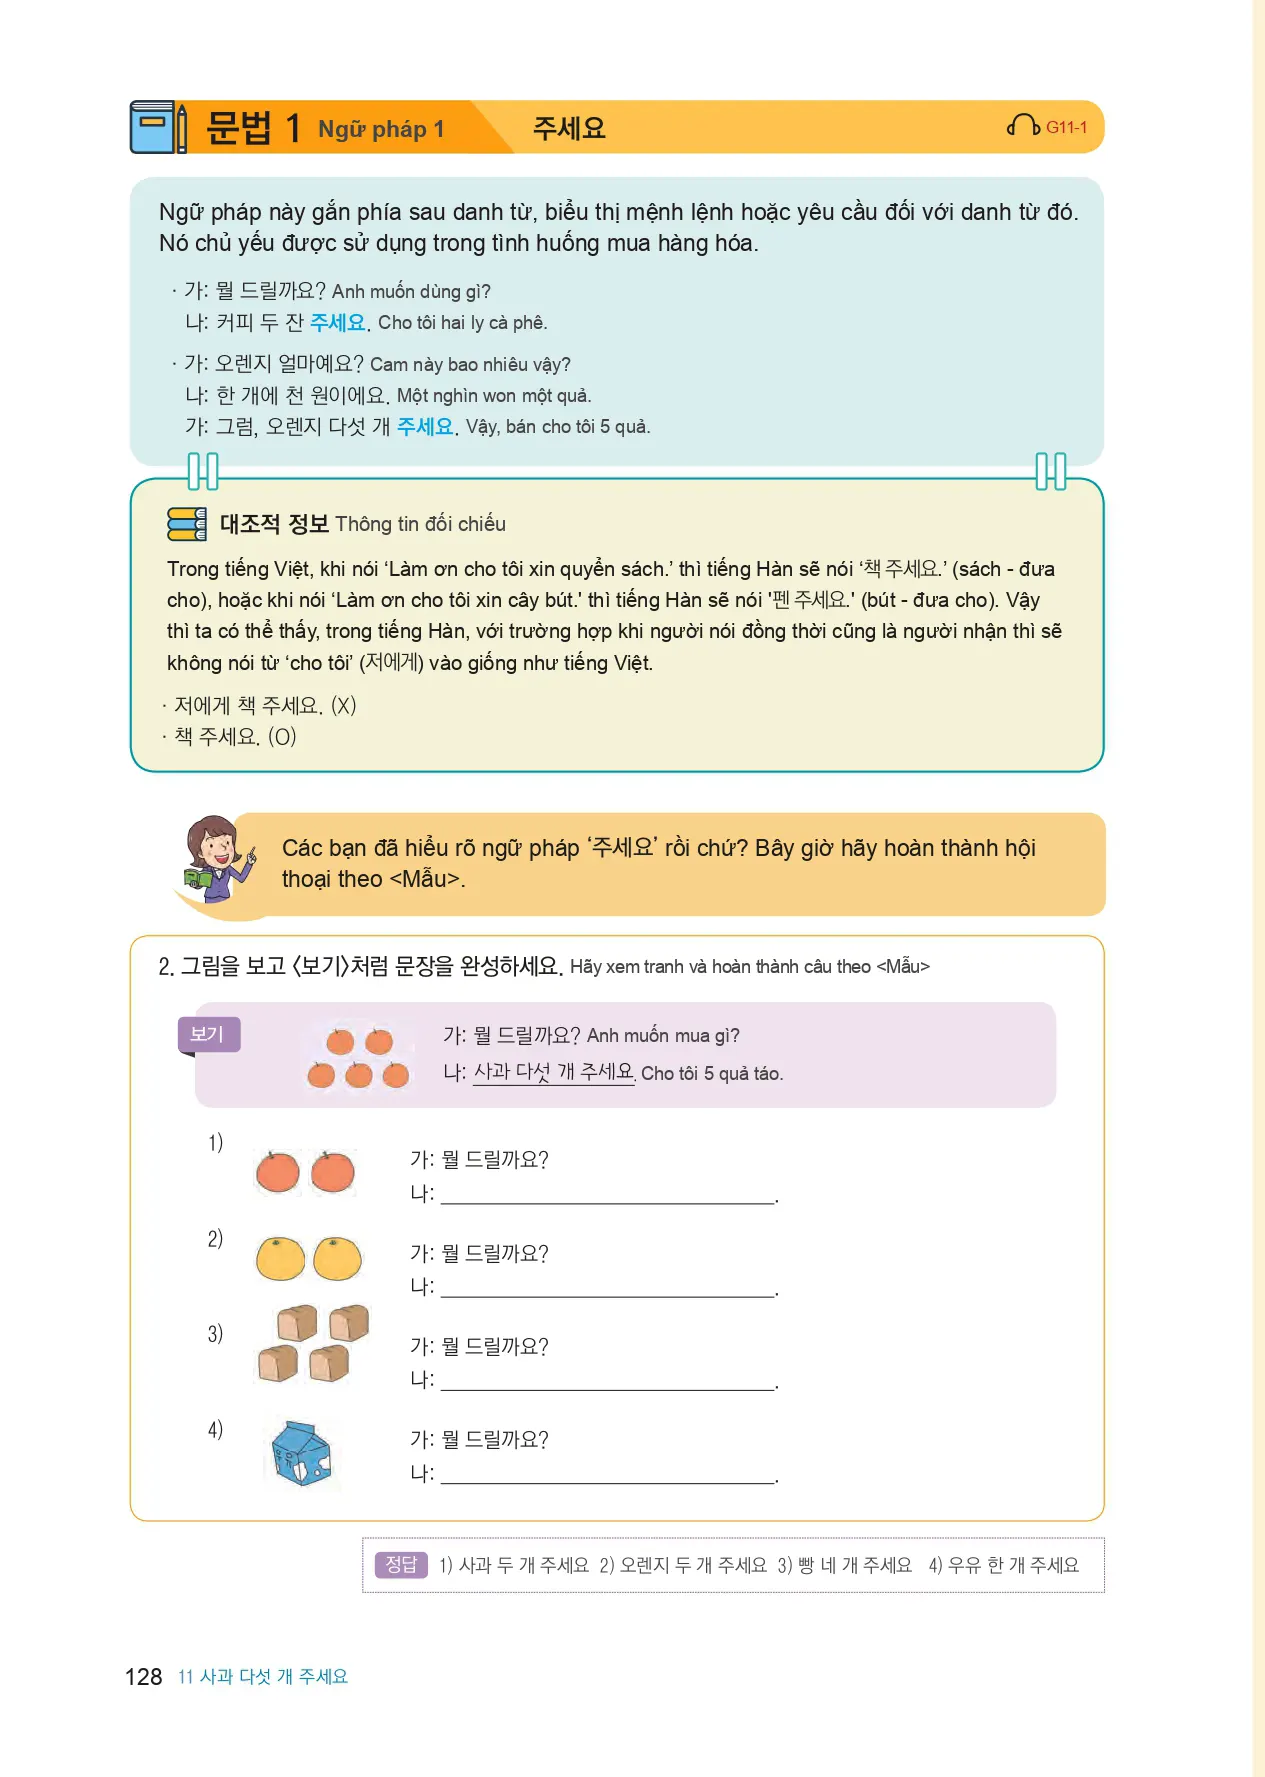 문법 1 Ngữ pháp 1 주세요 G11-1
Ngữ pháp này gắn phía sau danh từ, biểu thị mệnh lệnh hoặc yêu cầu đối với danh từ đó.
Nó chủ yếu được sử dụng trong tình huống mua hàng hóa.
· 가: 뭘 드릴까요? Anh muốn dùng gì?
나: 커피 두 잔 주세요. Cho tôi hai ly cà phê.
· 가: 오렌지 얼마예요? Cam này bao nhiêu vậy?
나: 한 개에 천 원이에요. Một nghìn won một quả.
가: 그럼, 오렌지 다섯 개 주세요. Vậy, bán cho tôi 5 quả.
대조적 정보 Thông tin đối chiếu
Trong tiếng Việt, khi nói ‘Làm ơn cho tôi xin quyển sách.’ thì tiếng Hàn sẽ nói ‘책 주세요.’ (sách - đưa
cho), hoặc khi nói ‘Làm ơn cho tôi xin cây bút.' thì tiếng Hàn sẽ nói '펜 주세요.' (bút - đưa cho). Vậy
thì ta có thể thấy, trong tiếng Hàn, với trường hợp khi người nói đồng thời cũng là người nhận thì sẽ
không nói từ ‘cho tôi’ (저에게) vào giống như tiếng Việt.
· 저에게 책 주세요. (X)
· 책 주세요. (O)
Các bạn đã hiểu rõ ngữ pháp ‘주세요’ rồi chứ? Bây giờ hãy hoàn thành hội
thoại theo <Mẫu>.
2. 그림을 보고 <보기>처럼 문장을 완성하세요. Hãy xem tranh và hoàn thành câu theo <Mẫu>
보기
가: 뭘 드릴까요? Anh muốn mua gì?
나: 사과 다섯 개 주세요. Cho tôi 5 quả táo.
1)
가: 뭘 드릴까요?
나: ______________________________.
2)
가: 뭘 드릴까요?
나: ______________________________.
3)
가: 뭘 드릴까요?
나: ______________________________.
4)
우유
가: 뭘 드릴까요?
나: ______________________________.
정답 1) 사과 두 개 주세요 2) 오렌지 두 개 주세요 3) 빵 네 개 주세요 4) 우유 한 개 주세요
128 11 사과 다섯 개 주세요